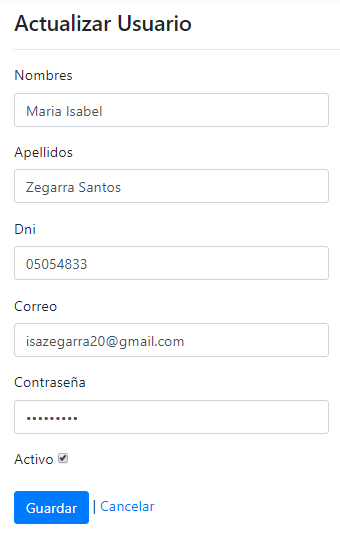 Actualizar Usuario
Nombres
Maria Isabel
Apellidos
Zegarra Santos
Dni
05054833
Correo
isazegarra20@gmail.com
Contraseña
•••••••••
Activo
Guardar | Cancelar